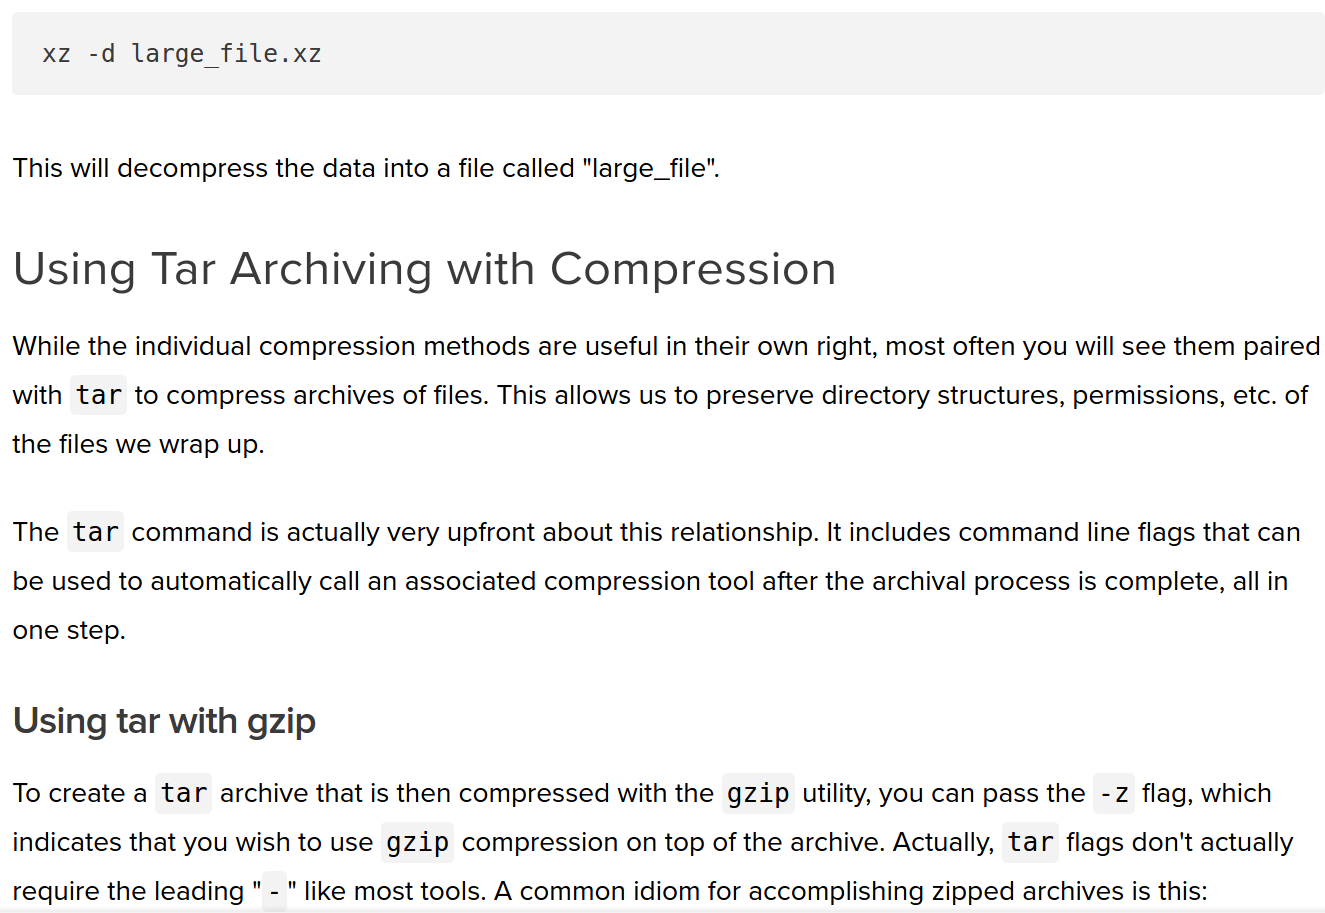 xz -d large_file.xz
This will decompress the data into a file called "large_file".
Using Tar Archiving with Compression
While the individual compression methods are useful in their own right, most often you will see them paired
with tar to compress archives of files. This allows us to preserve directory structures, permissions, etc. of
the files we wrap up.
The tar command is actually very upfront about this relationship. It includes command line flags that can
be used to automatically call an associated compression tool after the archival process is complete, all in
one step.
Using tar with gzip
To create a tar archive that is then compressed with the gzip utility, you can pass the -z flag, which
indicates that you wish to use gzip compression on top of the archive. Actually, tar flags don't actually
require the leading "-" like most tools. A common idiom for accomplishing zipped archives is this: